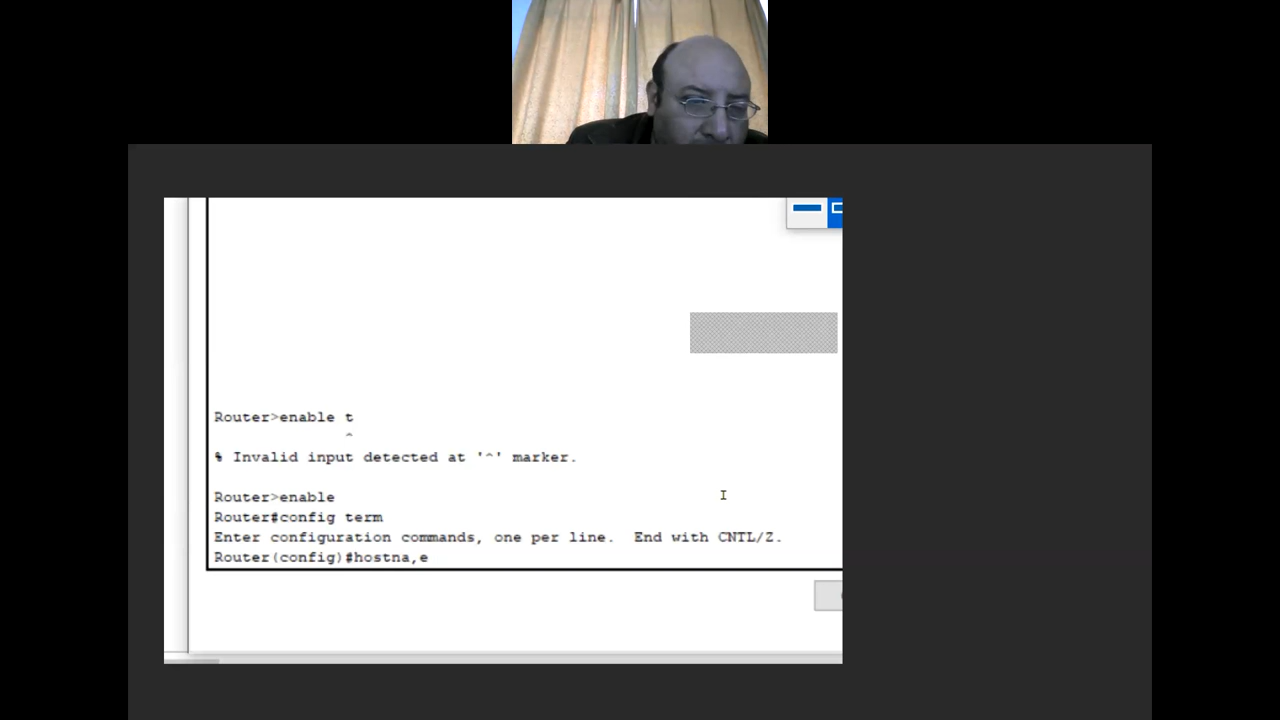 Router>enable t
^
% Invalid input detected at '^' marker.
Router>enable
Router#config term
Enter configuration commands, one per line.  End with CNTL/Z.
Router(config)#hostna,e